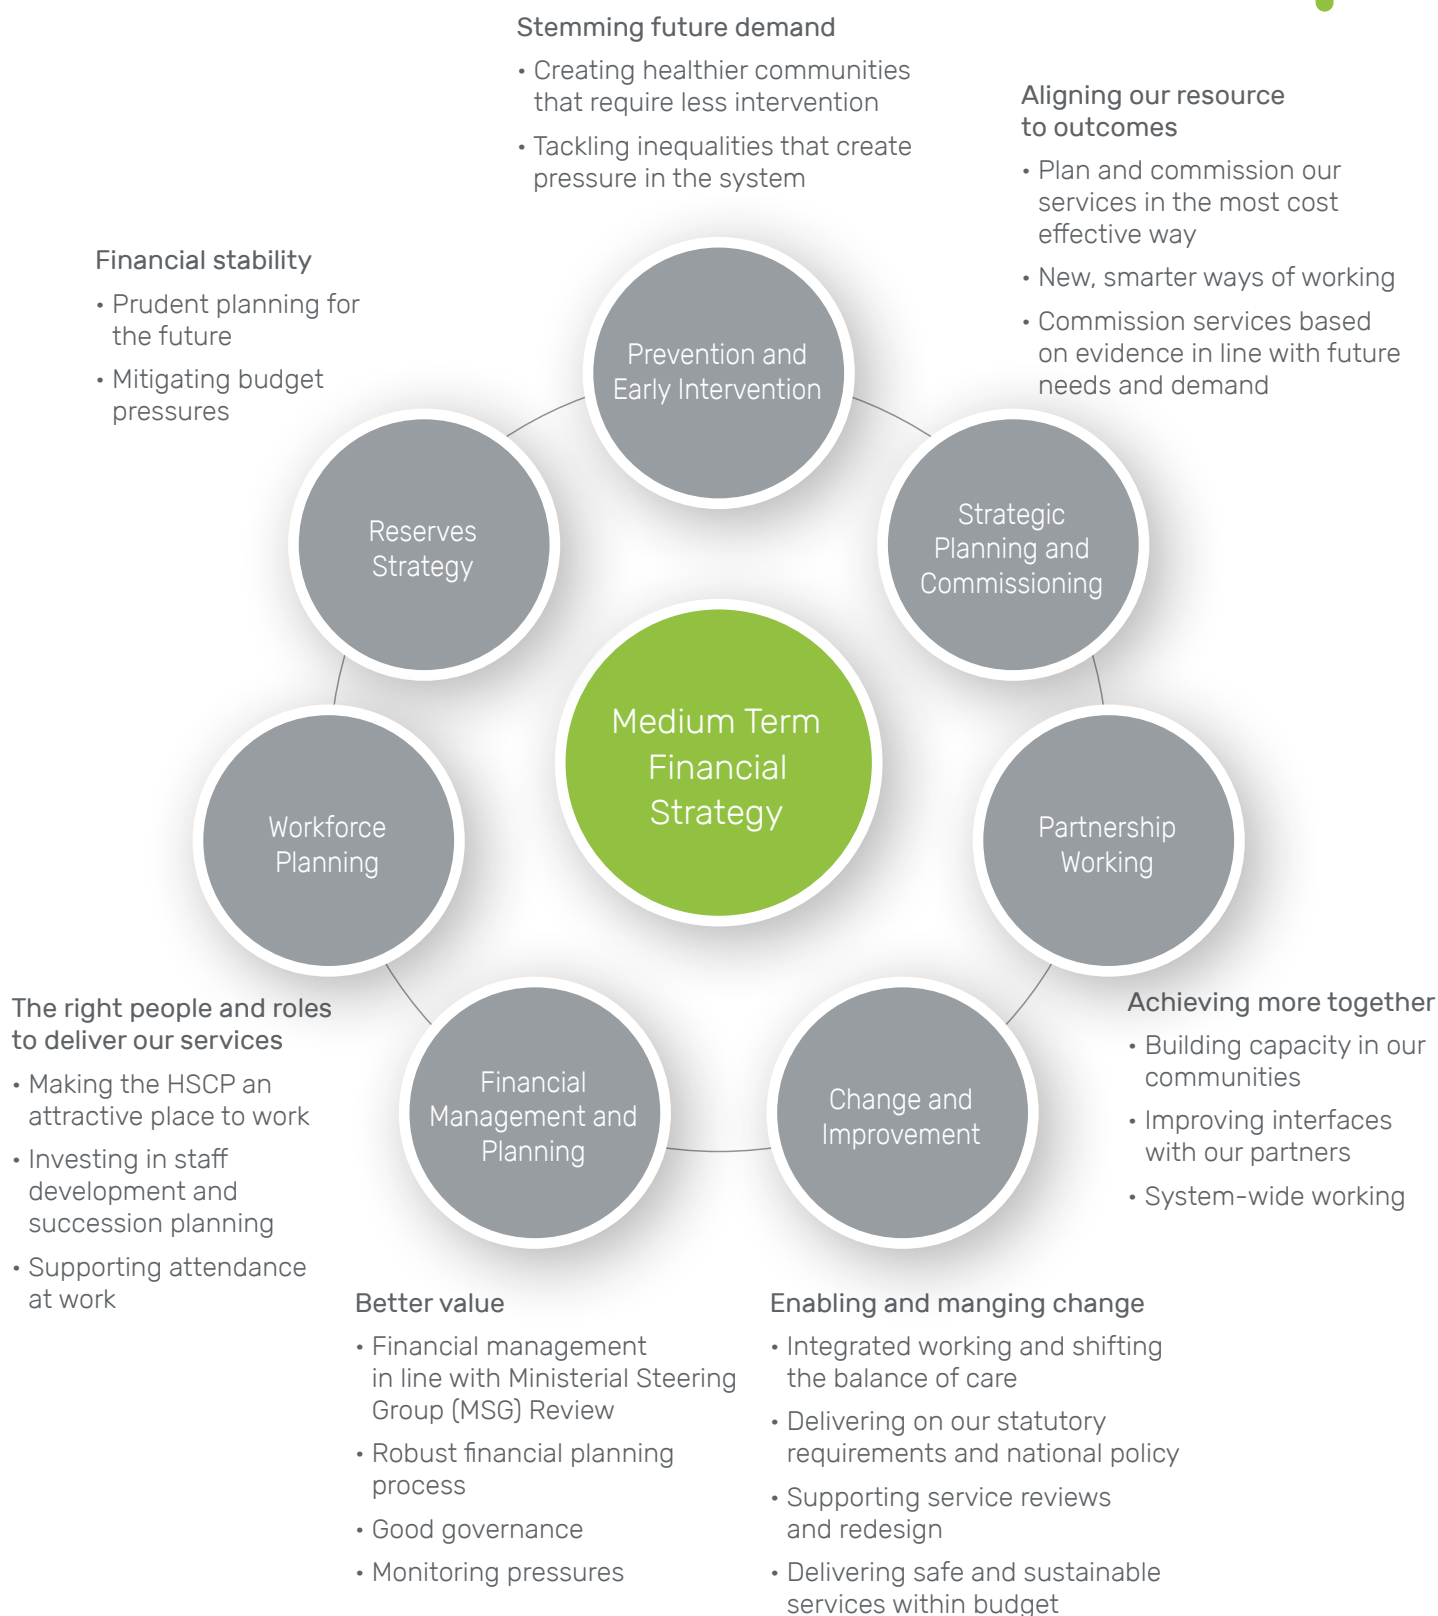 Stemming future demand
• Creating healthier communities
that require less intervention
• Tackling inequalities that create
pressure in the system
Aligning our resource
to outcomes
• Plan and commission our
services in the most cost
effective way
• New, smarter ways of working
• Commission services based
on evidence in line with future
needs and demand
Financial stability
• Prudent planning for
the future
• Mitigating budget
pressures
Prevention and
Early Intervention
Reserves
Strategy
Strategic
Planning and
Commissioning
Medium Term
Financial
Strategy
Workforce
Planning
Partnership
Working
Financial
Management and
Planning
Change and
Improvement
The right people and roles
to deliver our services
• Making the HSCP an
attractive place to work
• Investing in staff
development and
succession planning
• Supporting attendance
at work
Achieving more together
• Building capacity in our
communities
• Improving interfaces
with our partners
• System-wide working
Better value
• Financial management
in line with Ministerial Steering
Group (MSG) Review
• Robust financial planning
process
• Good governance
• Monitoring pressures
Enabling and manging change
• Integrated working and shifting
the balance of care
• Delivering on our statutory
requirements and national policy
• Supporting service reviews
and redesign
• Delivering safe and sustainable
services within budget